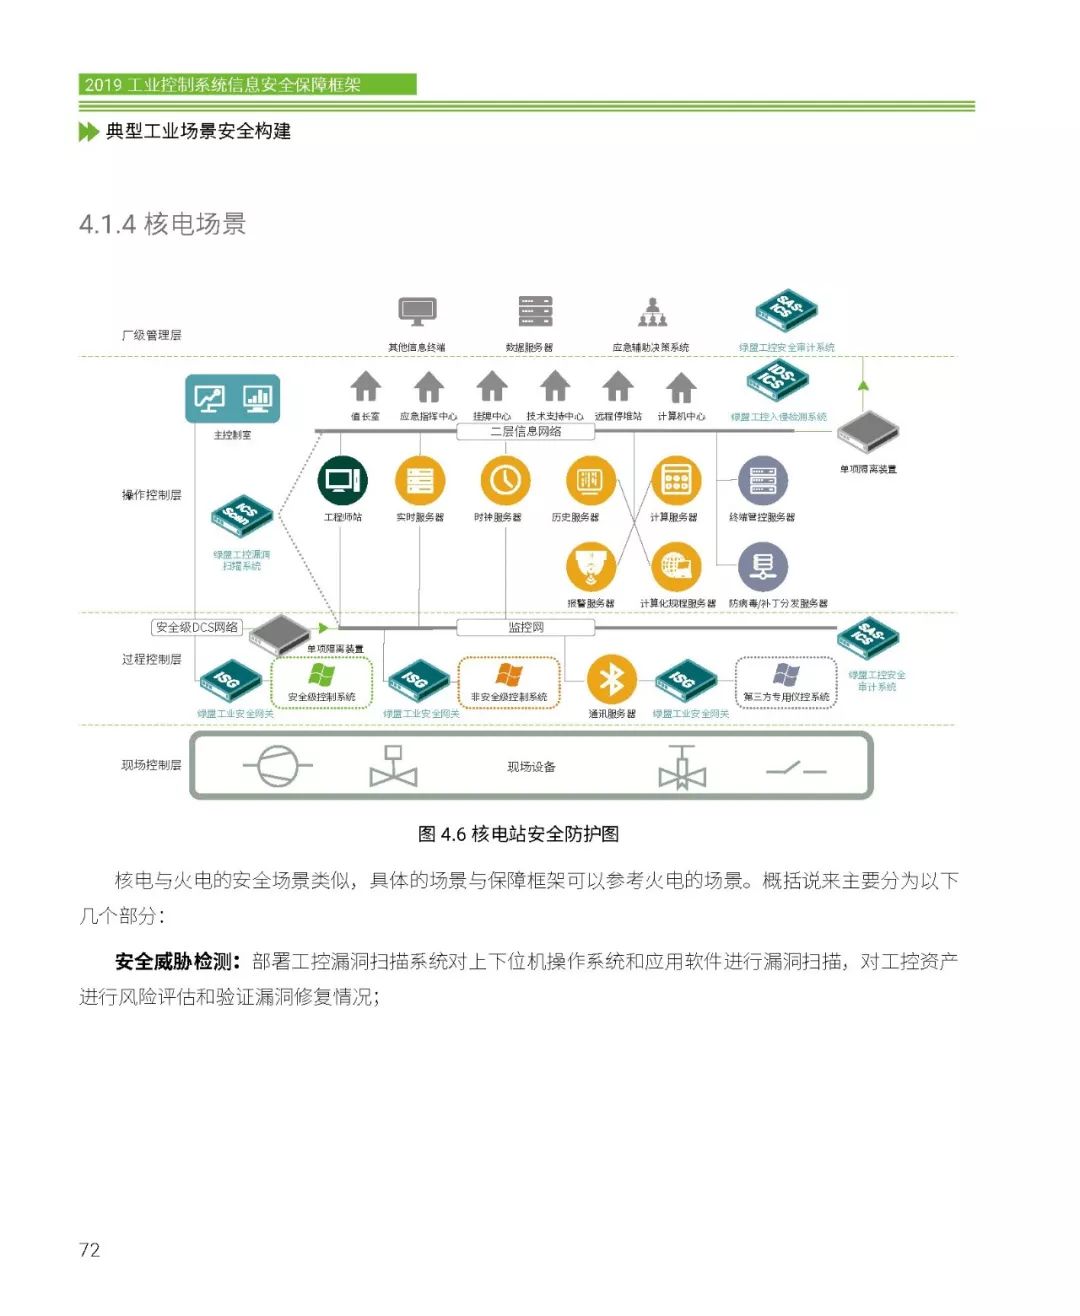 2019 工业控制系统信息安全保障框架
典型工业场景安全构建
4.1.4 核电场景
SAS-ICS
厂级管理层
其他信息终端 数据服务器 应急辅助决策系统 绿盟工控安全审计系统
IDS-ICS
值长室 应急指挥中心 挂牌中心 技术支持中心 远程停堆站 计算机中心 绿盟工控入侵检测系统
主控制室
二层信息网络
单项隔离装置
操作控制层
ICS Scan
工程师站 实时服务器 时钟服务器 历史服务器 计算服务器 终端管控服务器
绿盟工控漏洞
扫描系统
报警服务器 计算化规程服务器 防病毒/补丁分发服务器
安全级DCS网络
监控网
SAS-ICS
单项隔离装置
过程控制层
ISG
安全级控制系统
ISG
非安全级控制系统
ISG
第三方专用仪控系统
绿盟工控安全
审计系统
绿盟工业安全网关 绿盟工业安全网关 通讯服务器 绿盟工业安全网关
现场控制层
现场设备
图 4.6 核电站安全防护图
核电与火电的安全场景类似，具体的场景与保障框架可以参考火电的场景。概括说来主要分为以下
几个部分：
安全威胁检测：部署工控漏洞扫描系统对上下位机操作系统和应用软件进行漏洞扫描，对工控资产
进行风险评估和验证漏洞修复情况；
72